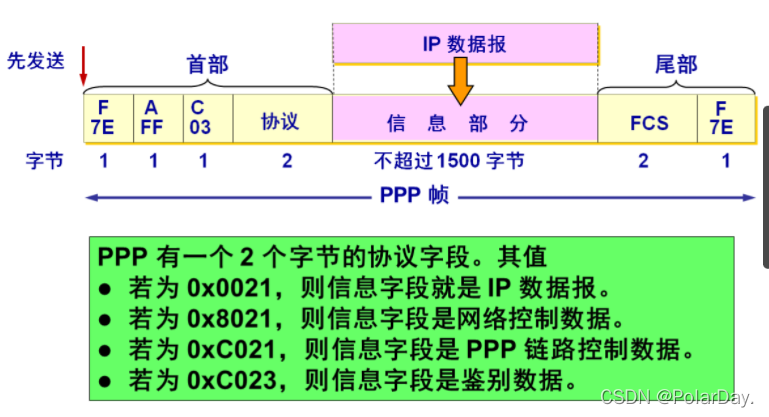 IP 数据报
先发送
首部
尾部
F A C
7E FF 03 协议 信 息 部 分 FCS F 7E
字节 1 1 1 2 不超过 1500 字节 2 1
PPP 帧
PPP 有一个 2 个字节的协议字段。其值
● 若为 0x0021，则信息字段就是 IP 数据报。
● 若为 0x8021，则信息字段是网络控制数据。
● 若为 0xC021，则信息字段是 PPP 链路控制数据。
● 若为 0xC023，则信息字段是鉴别数据。
CSDN @PolarDay.